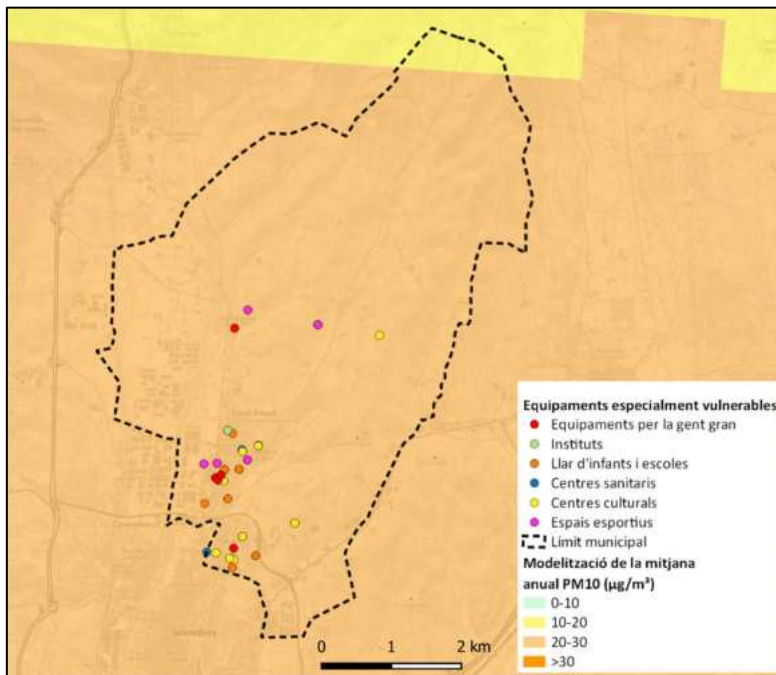 Equipaments especialment vulnerables
Equipaments per la gent gran
Instituts
Llar d'infants i escoles
Centres sanitaris
Centres culturals
Espais esportius
Límit municipal
Modelització de la mitjana
anual PM10 (µg/m³)
0-10
10-20
20-30
>30
0 1 2 km